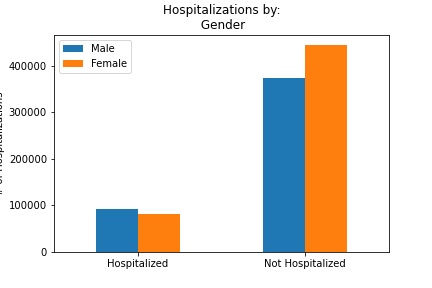 Hospitalizations by:
Gender
Male
Female
400000
300000
200000
100000
0
Hospitalized
Not Hospitalized